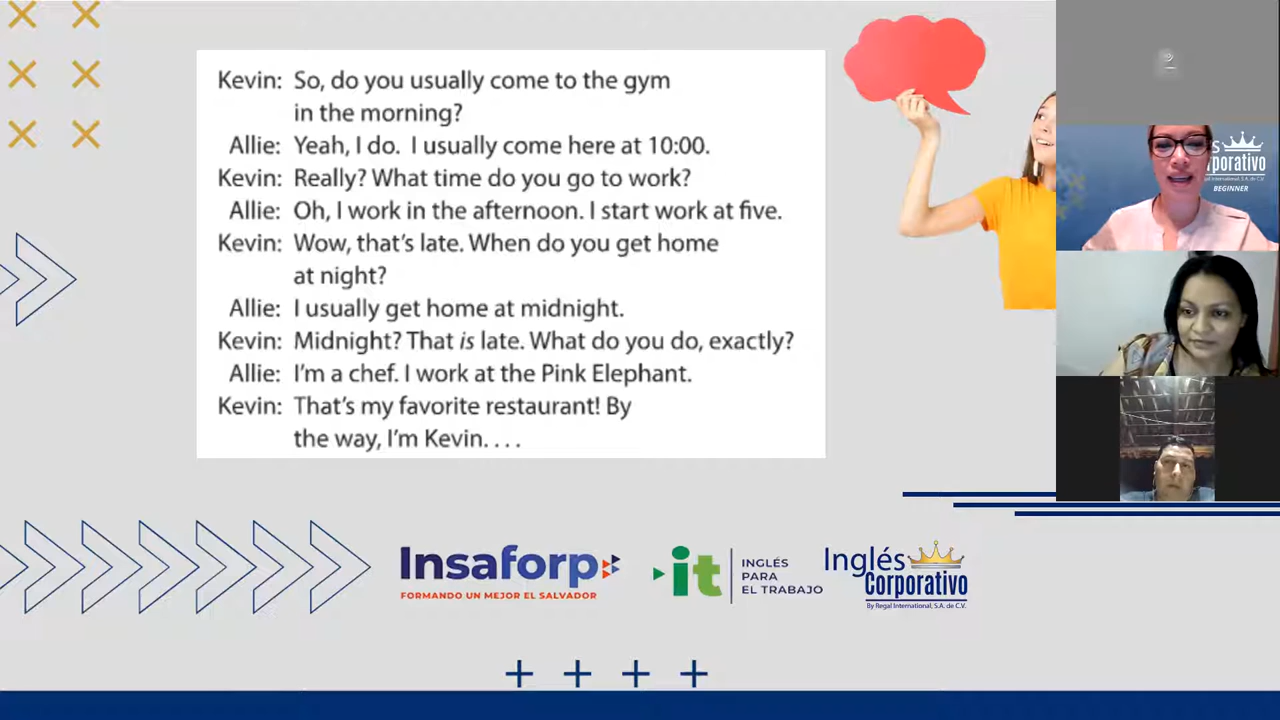 Kevin: So, do you usually come to the gym
in the morning?
Allie: Yeah, I do. I usually come here at 10:00.
Kevin: Really? What time do you go to work?
Allie: Oh, I work in the afternoon. I start work at five.
Kevin: Wow, that's late. When do you get home
at night?
Allie: I usually get home at midnight.
Kevin: Midnight? That is late. What do you do, exactly?
Allie: I'm a chef. I work at the Pink Elephant.
Kevin: That's my favorite restaurant! By
the way, I'm Kevin. . . .
Insaforp
FORMANDO UN MEJOR EL SALVADOR
it
INGLÉS
PARA
EL TRABAJO
Inglés
Corporativo
By Regal International, S.A. de C.V.
BEGINNER